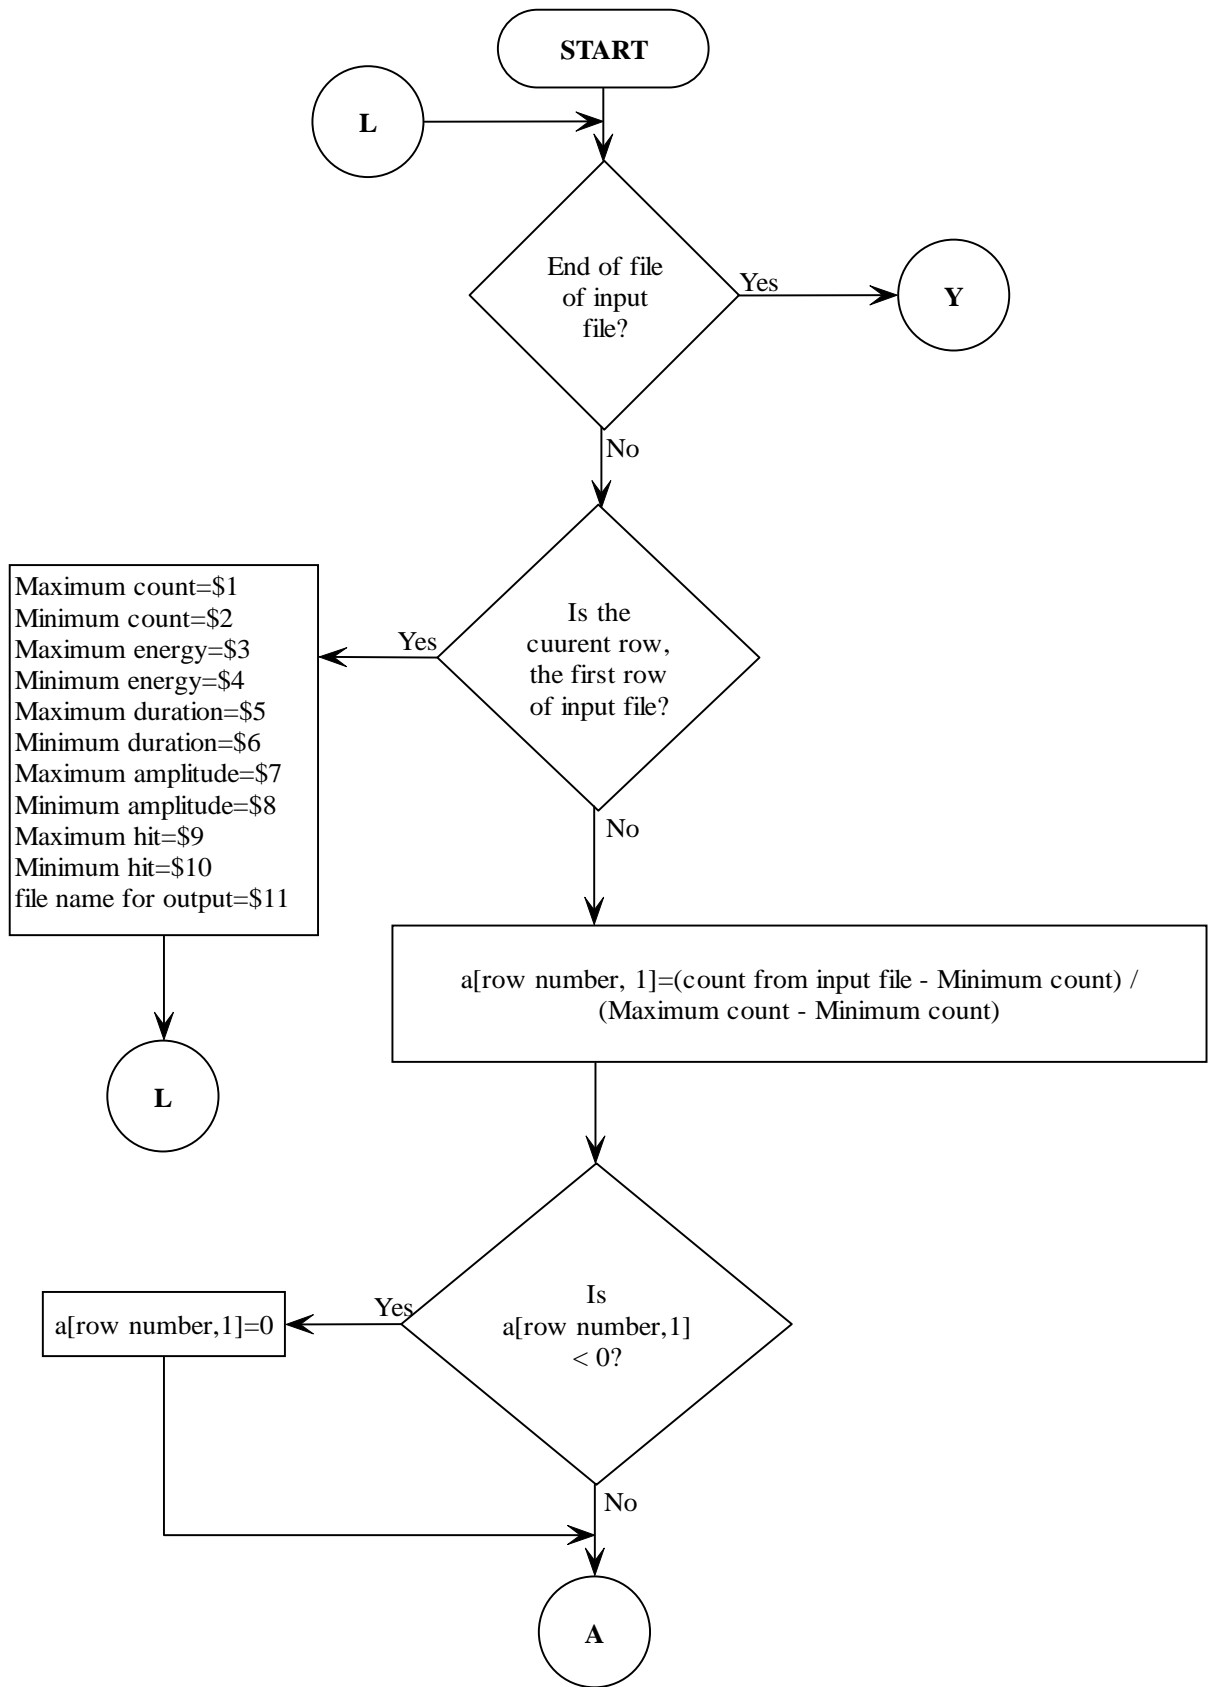 START
L
End of file
of input
file?
Yes
Y
No
Maximum count=$1
Minimum count=$2
Maximum energy=$3
Minimum energy=$4
Maximum duration=$5
Minimum duration=$6
Maximum amplitude=$7
Minimum amplitude=$8
Maximum hit=$9
Minimum hit=$10
file name for output=$11
Yes
Is the
cuurent row,
the first row
of input file?
No
a[row number, 1]=(count from input file - Minimum count) /
(Maximum count - Minimum count)
L
a[row number,1]=0
Yes
Is
a[row number,1]
< 0?
No
A